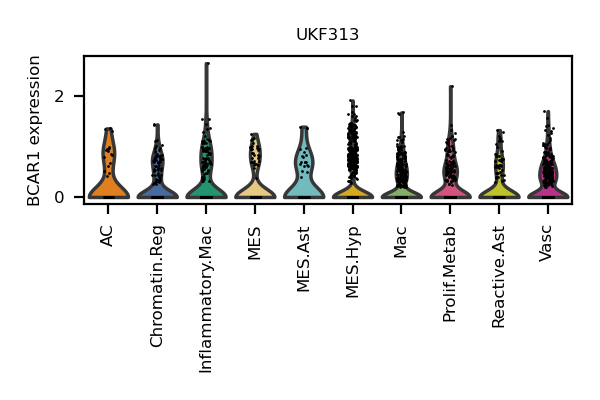 UKF313
BCAR1 expression
2
0
AC
Chromatin.Reg
Inflammatory.Mac
MES
MES.Ast
MES.Hyp
Mac
Prolif.Metab
Reactive.Ast
Vasc